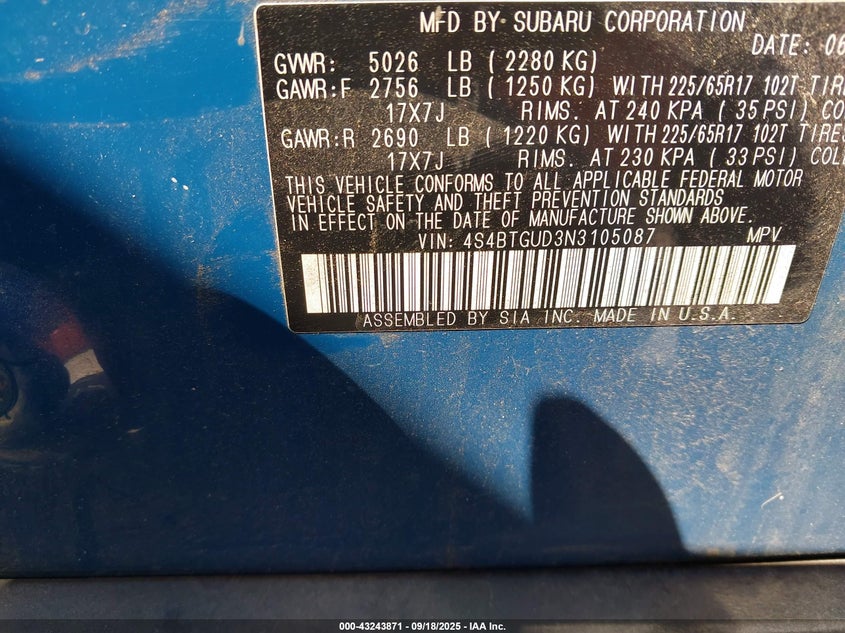 MFD BY SUBARU CORPORATION
DATE: 06
GVWR: 5026 LB ( 2280 KG)
GAWR:F 2756 LB ( 1250 KG) WITH 225/65R17 102T TIRE
17X7J RIMS. AT 240 KPA ( 35 PSI) CO
GAWR:R 2690 LB ( 1220 KG) WITH 225/65R17 102T TIRES
17X7J RIMS. AT 230 KPA ( 33 PSI) COL
THIS VEHICLE CONFORMS TO ALL APPLICABLE FEDERAL MOTOR
VEHICLE SAFETY AND THEFT PREVENTION STANDARDS
IN EFFECT ON THE DATE OF MANUFACTURE SHOWN ABOVE.
VIN: 4S4BTGUD3N3105087 MPV
ASSEMBLED BY SIA INC. MADE IN U.S.A.
000-43243871 - 09/18/2025 - IAA Inc.